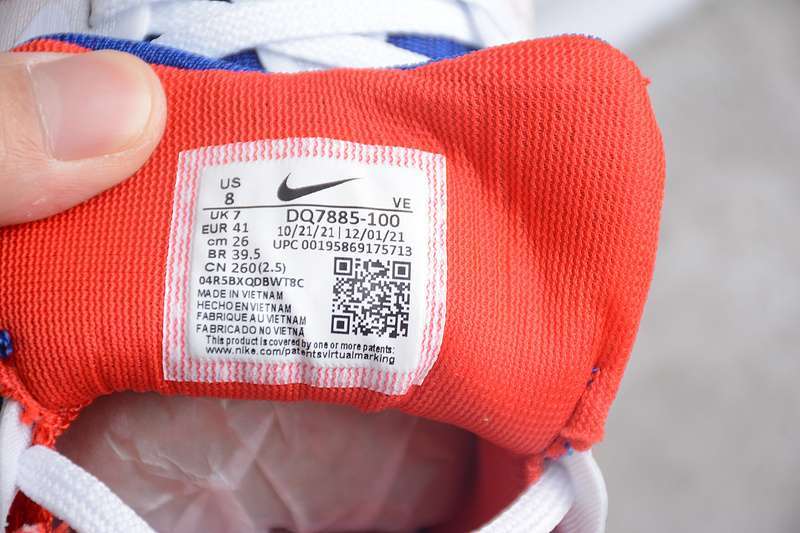 US
8
VE
UK 7
EUR 41
cm 26
BR 39.5
CN 260(2.5)
04R5BXQDBWT8C
MADE IN VIETNAM
HECHO EN VIETNAM
FABRIQUE AU VIETNAM
FABRICADO NO VIETNA
DQ7885-100
10/21/21 | 12/01/21
UPC 00195869175713
This product is covered by one or more patents:
www.nike.com/patentsvirtualmarking